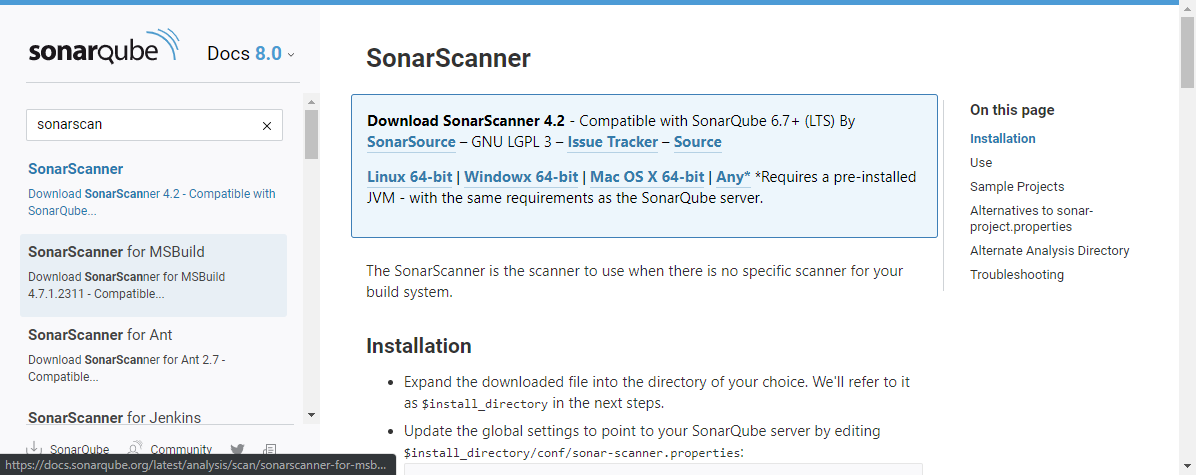 sonarqube
Docs 8.0
sonarscan
SonarScanner
Download SonarScanner 4.2 - Compatible with
SonarQube...
SonarScanner for MSBuild
Download SonarScanner for MSBuild
4.7.1.2311 - Compatible...
SonarScanner for Ant
Download SonarScanner for Ant 2.7 -
Compatible...
SonarScanner for Jenkins
SonarQube
Community
https://docs.sonarqube.org/latest/analysis/scan/sonarscanner-for-msb...
SonarScanner
Download SonarScanner 4.2 - Compatible with SonarQube 6.7+ (LTS) By
SonarSource – GNU LGPL 3 – Issue Tracker – Source
Linux 64-bit | Windowx 64-bit | Mac OS X 64-bit | Any* *Requires a pre-installed
JVM - with the same requirements as the SonarQube server.
The SonarScanner is the scanner to use when there is no specific scanner for your
build system.
Installation
• Expand the downloaded file into the directory of your choice. We'll refer to it
as $install_directory in the next steps.
• Update the global settings to point to your SonarQube server by editing
$install_directory/conf/sonar-scanner.properties:
On this page
Installation
Use
Sample Projects
Alternatives to sonar-
project.properties
Alternate Analysis Directory
Troubleshooting